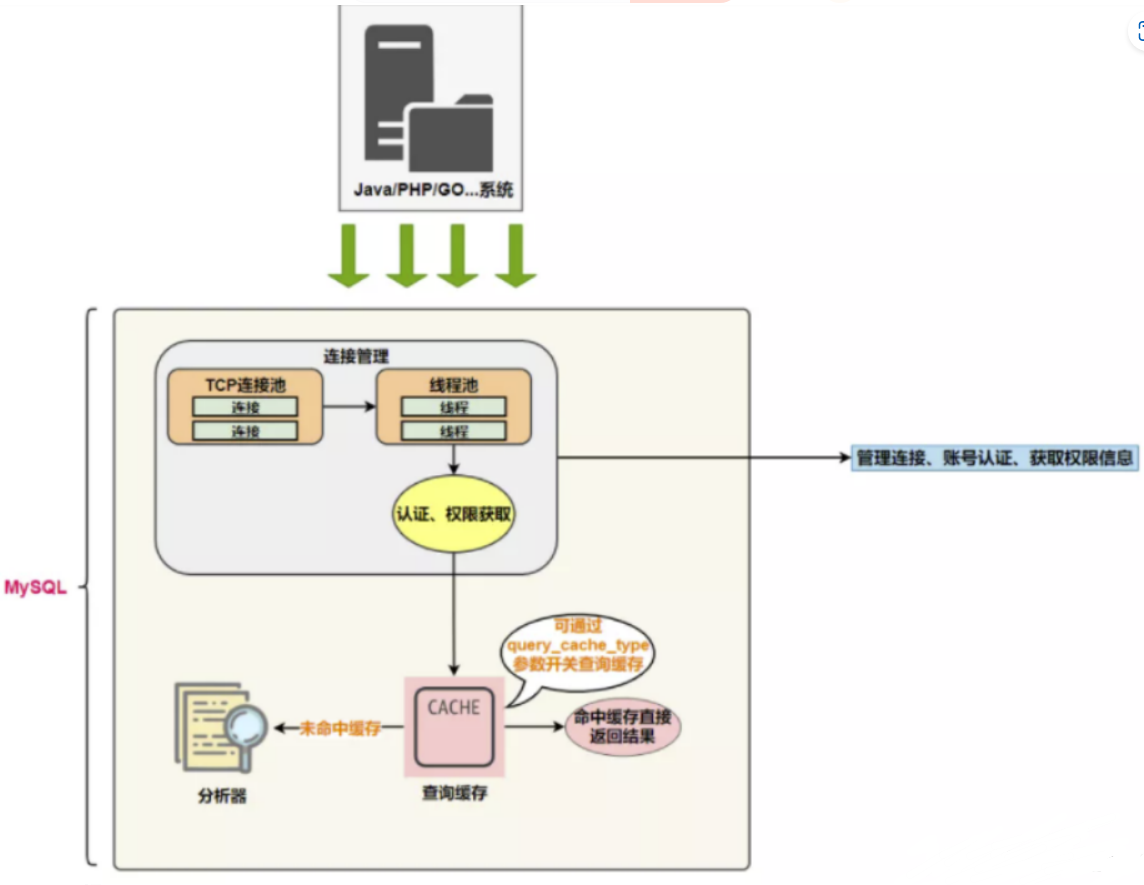 Java/PHP/GO...系统
连接管理
TCP连接池
连接
连接
线程池
线程
线程
认证、权限获取
管理连接、账号认证、获取权限信息
MySQL
可通过
query_cache_type
参数开关查询缓存
CACHE
查询缓存
命中缓存直接
返回结果
未命中缓存
分析器